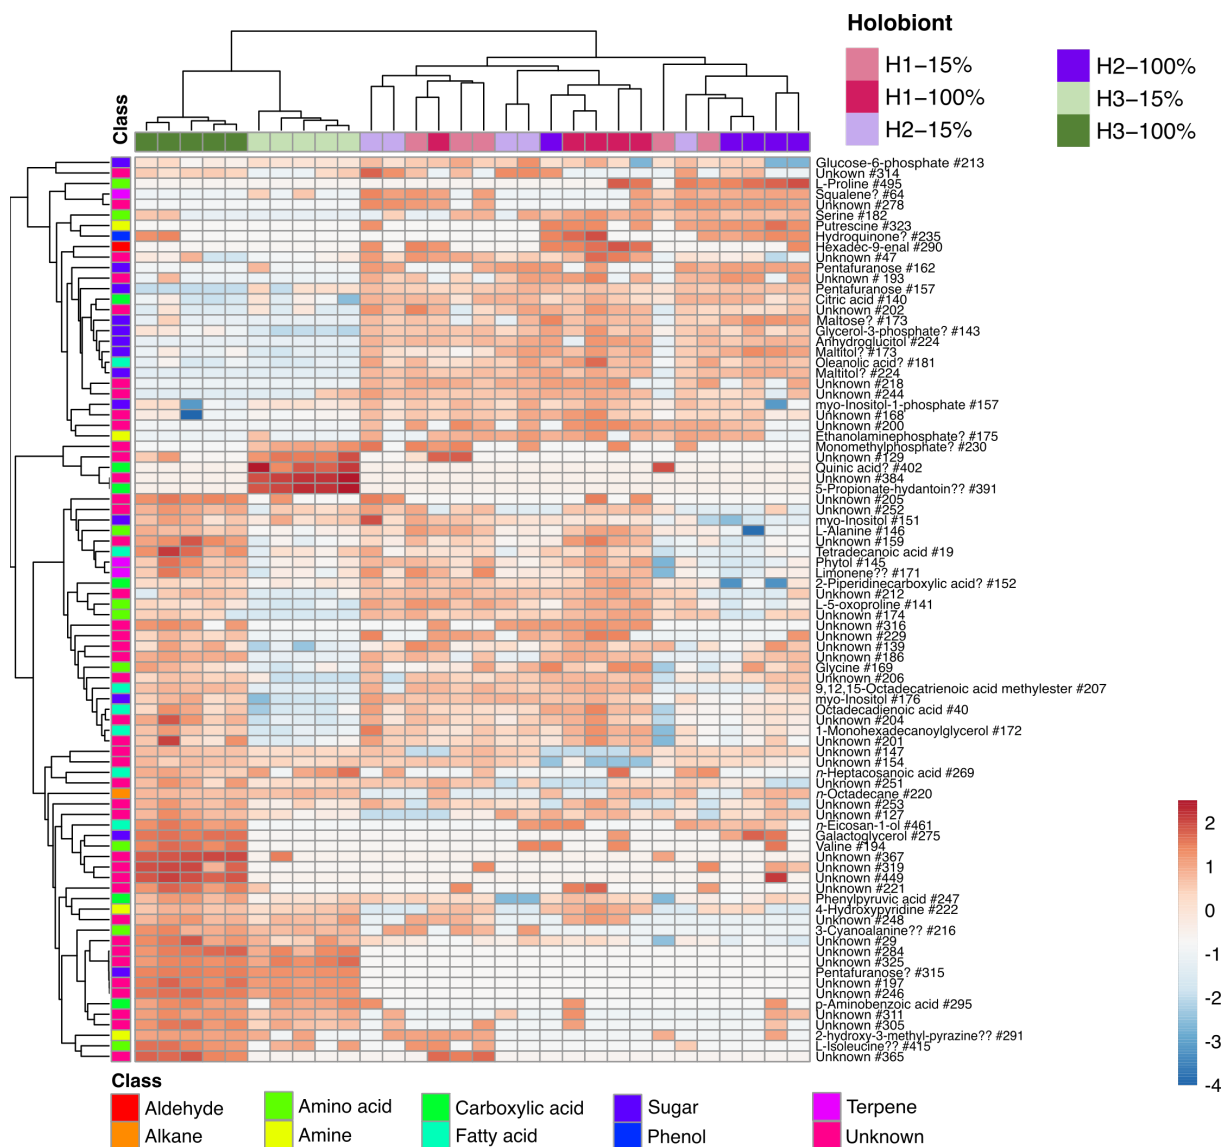 Holobiont
H1−15%
H1−100%
H2−15%
H2−100%
H3−15%
H3−100%
Class
Glucose-6-phosphate #213
Unkown #314
L-Proline #495
Squalene? #64
Unknown #278
Serine #182
Putrescine #323
Hydroquinone? #235
Hexadec-9-enal #290
Unknown #47
Pentafuranose #162
Unknown # 193
Pentafuranose #157
Citric acid #140
Unknown #202
Maltose? #173
Glycerol-3-phosphate? #143
Anhydroglucitol #224
Maltitol? #173
Oleanolic acid? #181
Maltitol? #224
Unknown #218
Unknown #244
myo-Inositol-1-phosphate #157
Unknown #168
Unknown #200
Ethanolaminephosphate? #175
Monomethylphosphate? #230
Unknown #129
Quinic acid? #402
Unknown #384
5-Propionate-hydantoin?? #391
Unknown #205
Unknown #252
myo-Inositol #151
L-Alanine #146
Unknown #159
Tetradecanoic acid #19
Phytol #145
Limonene?? #171
2-Piperidinecarboxylic acid? #152
Unknown #212
L-5-oxoproline #141
Unknown #174
Unknown #316
Unknown #229
Unknown #139
Unknown #186
Glycine #169
Unknown #206
9,12,15-Octadecatrienoic acid methylester #207
myo-Inositol #176
Octadecadienoic acid #40
Unknown #204
1-Monohexadecanoylglycerol #172
Unknown #201
Unknown #147
Unknown #154
n-Heptacosanoic acid #269
Unknown #251
n-Octadecane #220
Unknown #253
Unknown #127
n-Eicosan-1-ol #461
Galactoglycerol #275
Valine #194
Unknown #367
Unknown #319
Unknown #449
Unknown #221
Phenylpyruvic acid #247
4-Hydroxypyridine #222
Unknown #248
3-Cyanoalanine?? #216
Unknown #29
Unknown #284
Unknown #325
Pentafuranose? #315
Unknown #197
Unknown #246
p-Aminobenzoic acid #295
Unknown #311
Unknown #305
2-hydroxy-3-methyl-pyrazine?? #291
L-Isoleucine?? #415
Unknown #365
2
1
0
-1
-2
-3
-4
Class
Aldehyde
Alkane
Amino acid
Amine
Carboxylic acid
Fatty acid
Sugar
Phenol
Terpene
Unknown